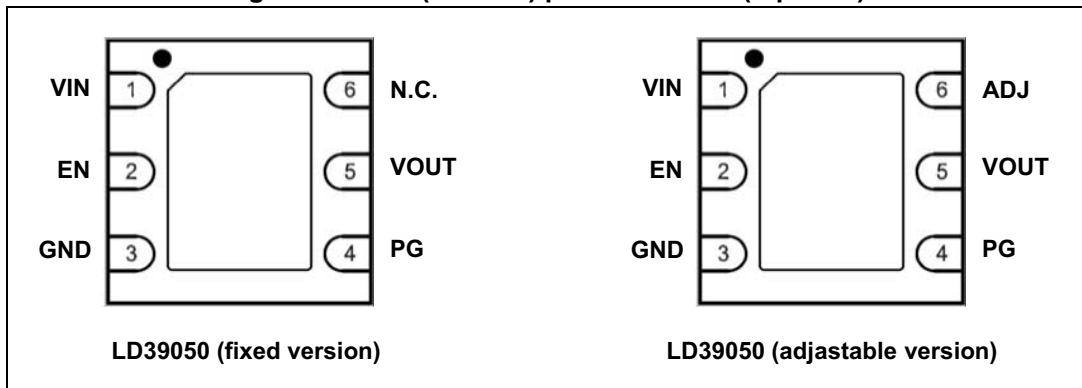 VIN
1
6
N.C.
EN
2
5
VOUT
GND
3
4
PG
LD39050 (fixed version)
VIN
1
6
ADJ
EN
2
5
VOUT
GND
3
4
PG
LD39050 (adjastable version)